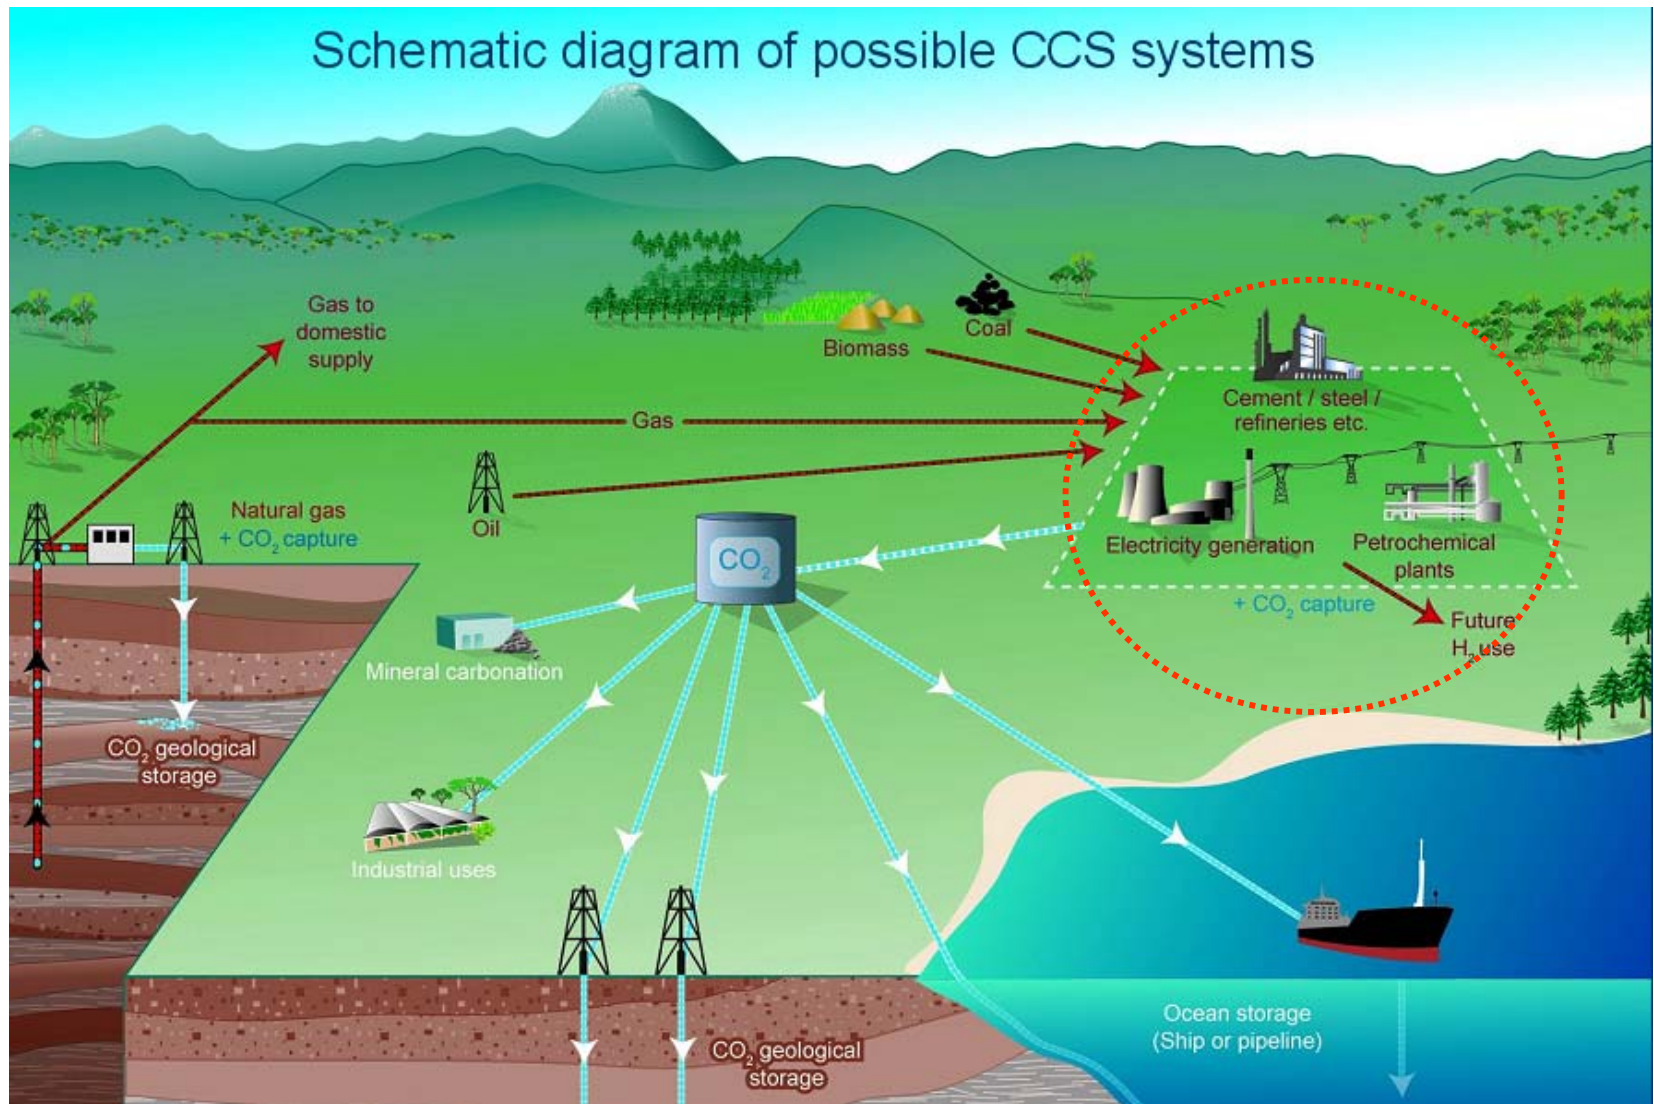 Schematic diagram of possible CCS systems
Gas to
domestic
supply
Biomass
Coal
Gas
Oil
Cement / steel /
refineries etc.
Electricity generation
Petrochemical
plants
+ CO₂ capture
Future
H₂ use
Natural gas
+ CO₂ capture
CO₂
Mineral carbonation
CO₂ geological
storage
Industrial uses
CO₂ geological
storage
Ocean storage
(Ship or pipeline)